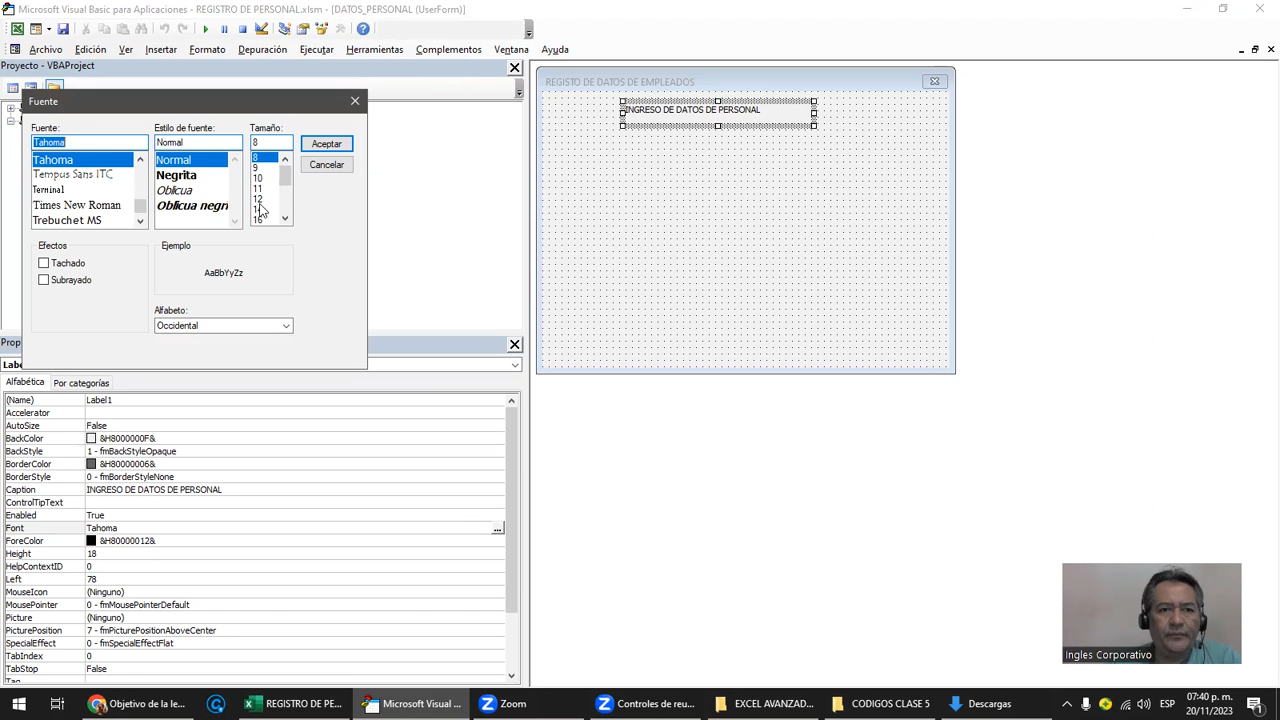 Microsoft Visual Basic para Aplicaciones - REGISTRO DE PERSONAL.xlsm - [DATOS_PERSONAL (UserForm)]
Archivo Edición Ver Insertar Formato Depuración Ejecutar Herramientas Complementos Ventana Ayuda
Proyecto - VBAProject
REGISTO DE DATOS DE EMPLEADOS
INGRESO DE DATOS DE PERSONAL
Fuente
Fuente: Estilo de fuente: Tamaño:
Tahoma Normal 8
Aceptar
Cancelar
Tahoma Normal 8
Tempus Sans ITC Negrita 9
Terminal Oblicua 10
Times New Roman Oblicua negri 11
Trebuchet MS 12
16
Efectos
Tachado
Subrayado
Ejemplo
AaBbYyZz
Alfabeto:
Occidental
Prop
Lab
Alfabética Por categorías
(Name) Label1
Accelerator
AutoSize False
BackColor &H8000000F&
BackStyle 1 - fmBackStyleOpaque
BorderColor &H80000006&
BorderStyle 0 - fmBorderStyleNone
Caption INGRESO DE DATOS DE PERSONAL
ControlTipText
Enabled True
Font Tahoma ...
ForeColor &H80000012&
Height 18
HelpContextID 0
Left 78
MouseIcon (Ninguno)
MousePointer 0 - fmMousePointerDefault
Picture (Ninguno)
PicturePosition 7 - fmPicturePositionAboveCenter
SpecialEffect 0 - fmSpecialEffectFlat
TabIndex 0
TabStop False
Tag
Ingles Corporativo
Objetivo de la le... REGISTRO DE PE... Microsoft Visual ... Zoom Controles de reu... EXCEL AVANZAD... CODIGOS CLASE 5 Descargas ESP
07:40 p. m.
20/11/2023